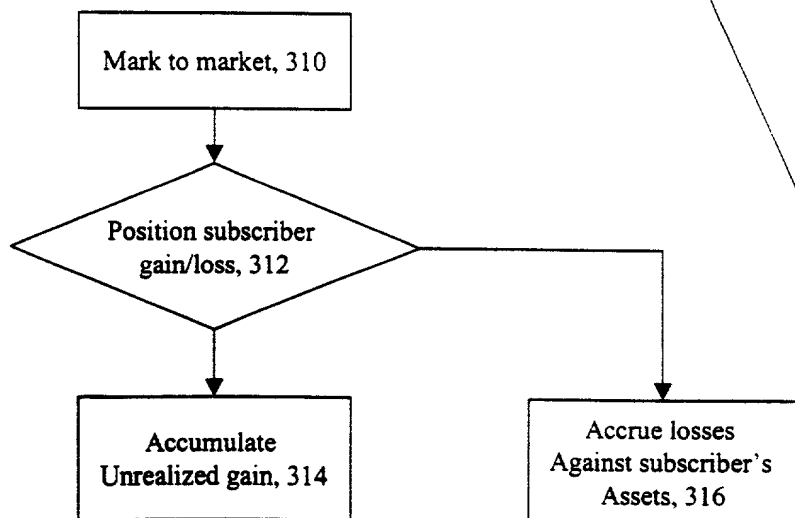 Mark to market, 310
Position subscriber
gain/loss, 312
Accumulate
Unrealized gain, 314
Accrue losses
Against subscriber's
Assets, 316